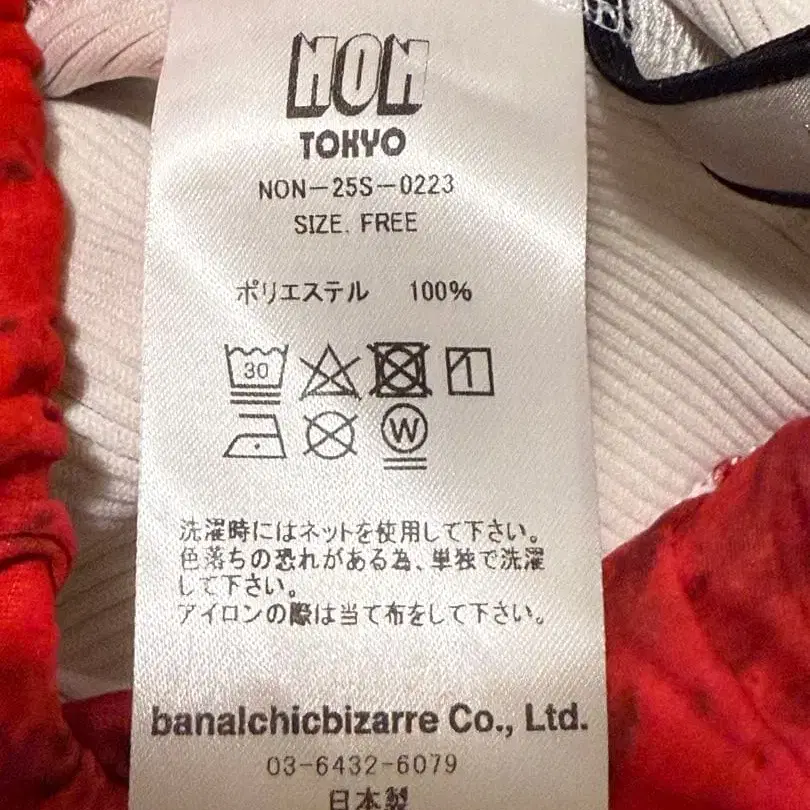 NON
TOKYO
NON-25S-0223
SIZE. FREE
ポリエステル 100%
30
W
洗濯時にはネットを使用して下さい。
色落ちの恐れがある為、単独で洗濯
して下さい。
アイロンの際は当て布をして下さい。
banalchicbizarre Co., Ltd.
03-6432-6079
日本製